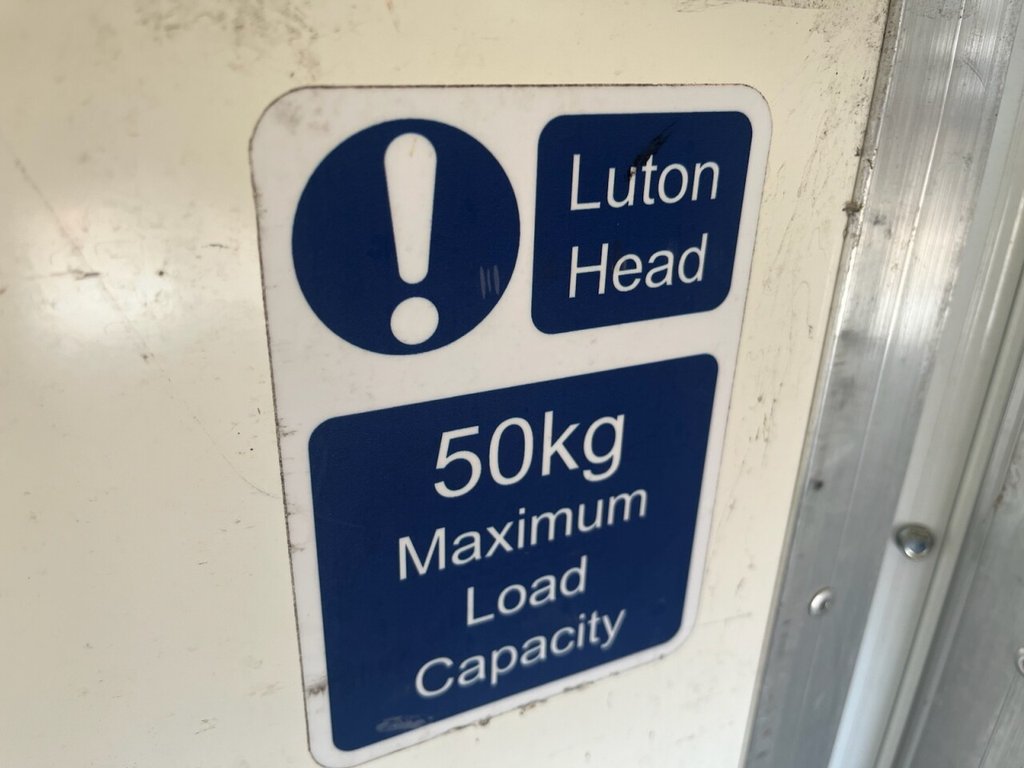 Luton
Head
50kg
Maximum
Load
Capacity